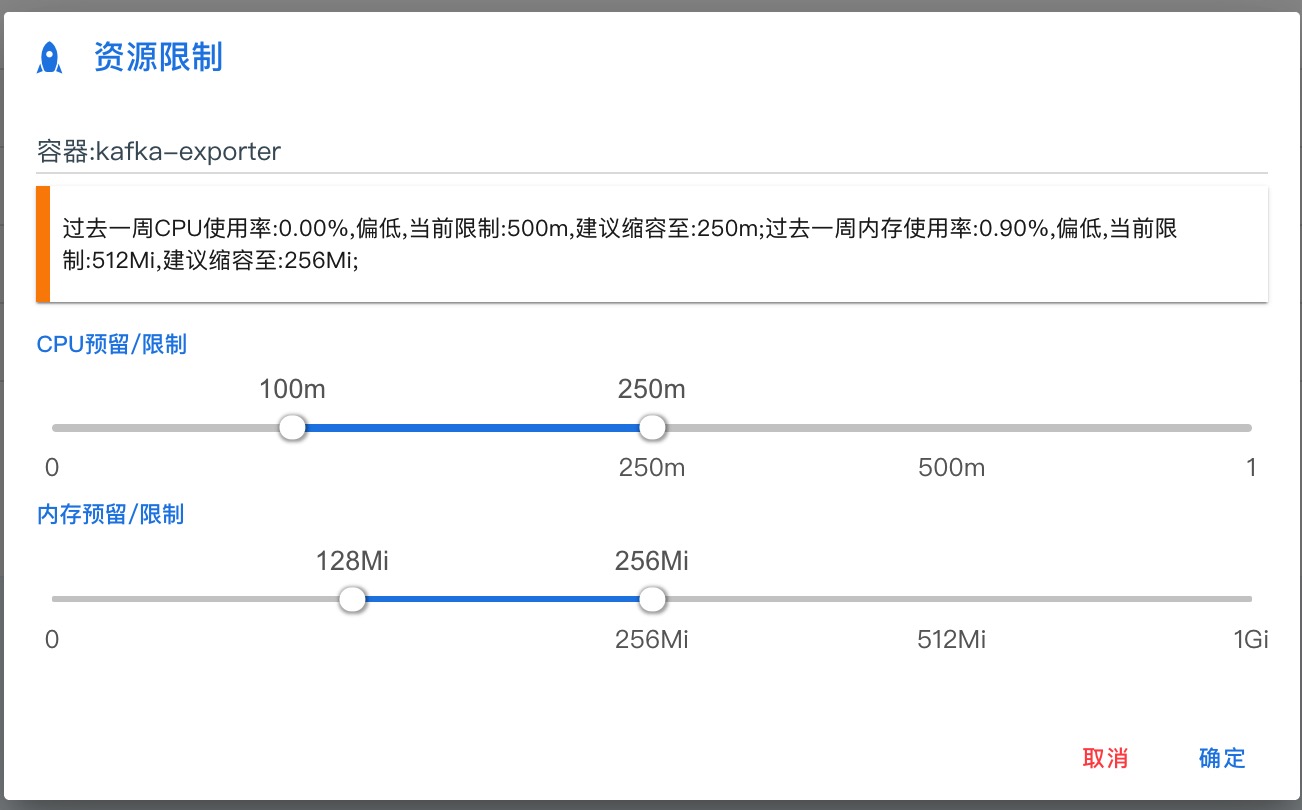 资源限制
容器:kafka-exporter
过去一周CPU使用率:0.00%,偏低,当前限制:500m,建议缩容至:250m;过去一周内存使用率:0.90%,偏低,当前限
制:512Mi,建议缩容至:256Mi;
CPU预留/限制
100m 250m
0 250m 500m 1
内存预留/限制
128Mi 256Mi
0 256Mi 512Mi 1Gi
取消 确定